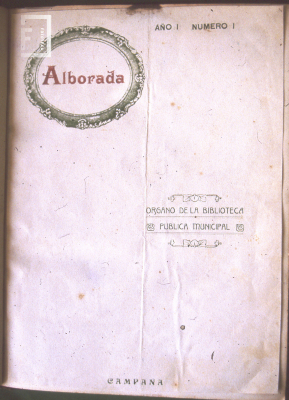 AÑO I NUMERO I
Alborada
ORGANO DE LA BIBLIOTECA
PUBLICA MUNICIPAL
CAMPANA